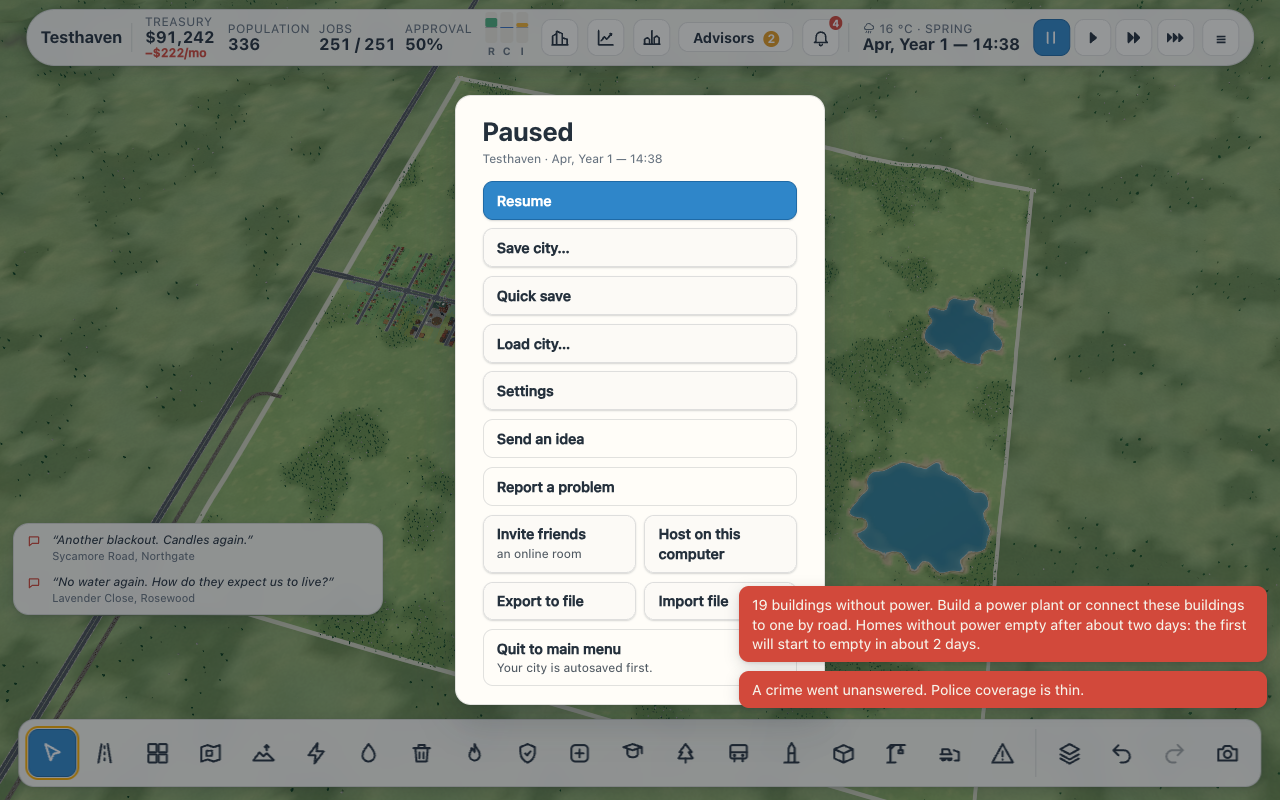 Testhaven
TREASURY
$91,242
–$222/mo
POPULATION
336
JOBS
251 / 251
APPROVAL
50%
R C I
Advisors 2
4
16 °C · SPRING
Apr, Year 1 — 14:38
Paused
Testhaven · Apr, Year 1 — 14:38
Resume
Save city...
Quick save
Load city...
Settings
Send an idea
Report a problem
Invite friends
an online room
Host on this
computer
Export to file
Import file
Quit to main menu
Your city is autosaved first.
“Another blackout. Candles again.”
Sycamore Road, Northgate
“No water again. How do they expect us to live?”
Lavender Close, Rosewood
19 buildings without power. Build a power plant or connect these buildings
to one by road. Homes without power empty after about two days: the first
will start to empty in about 2 days.
A crime went unanswered. Police coverage is thin.